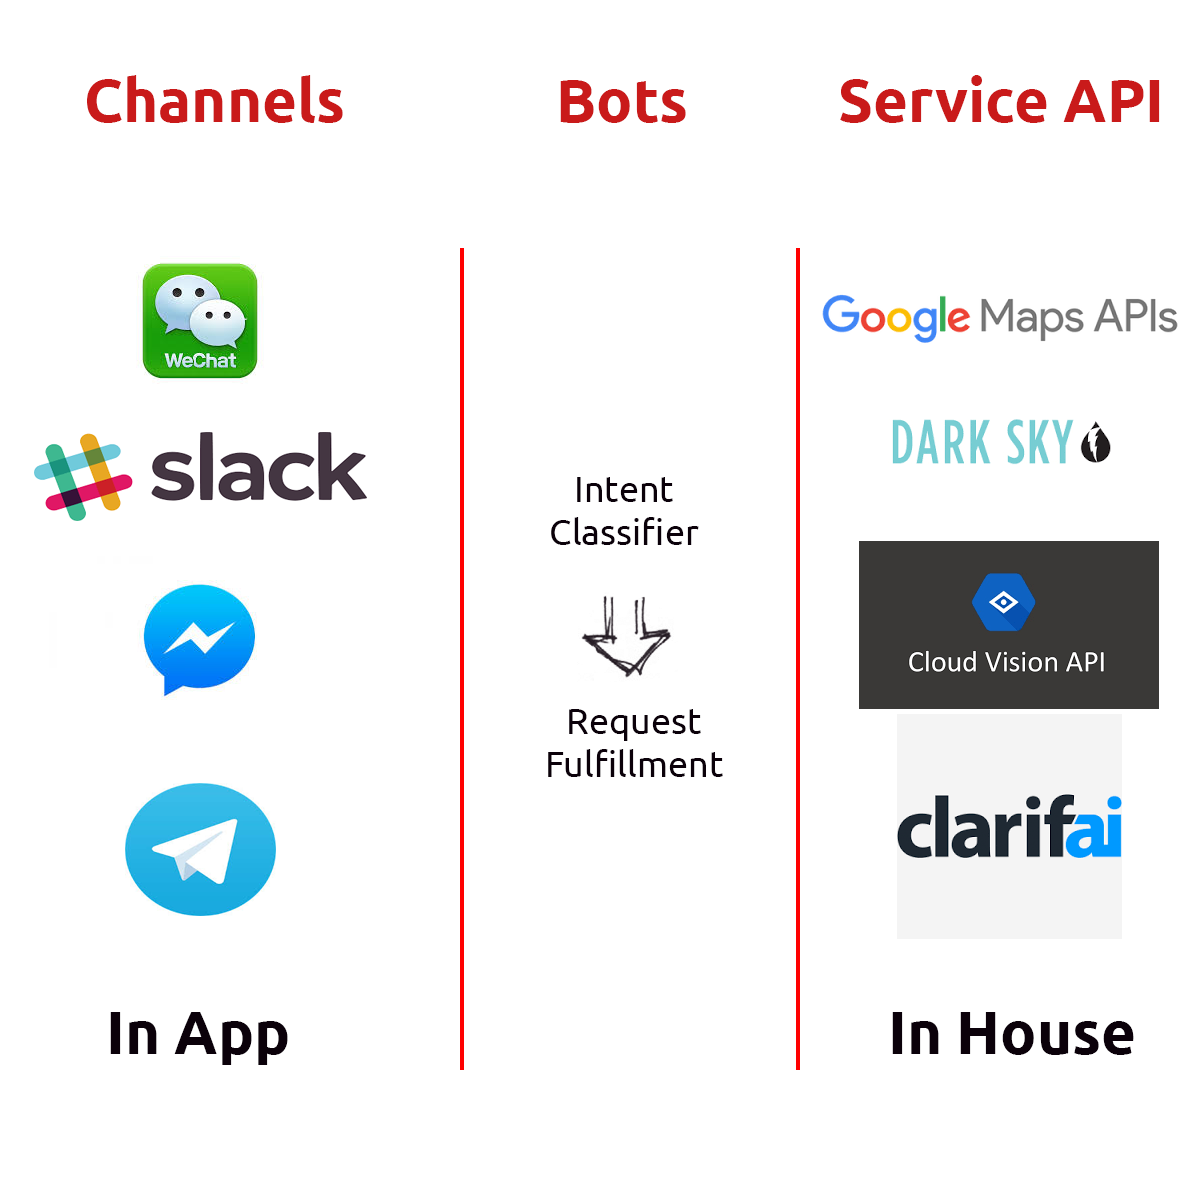 Channels
Bots
Service API
WeChat
slack
In App
Intent
Classifier
Request
Fulfillment
Google Maps APIs
DARK SKY
Cloud Vision API
clarifai
In House